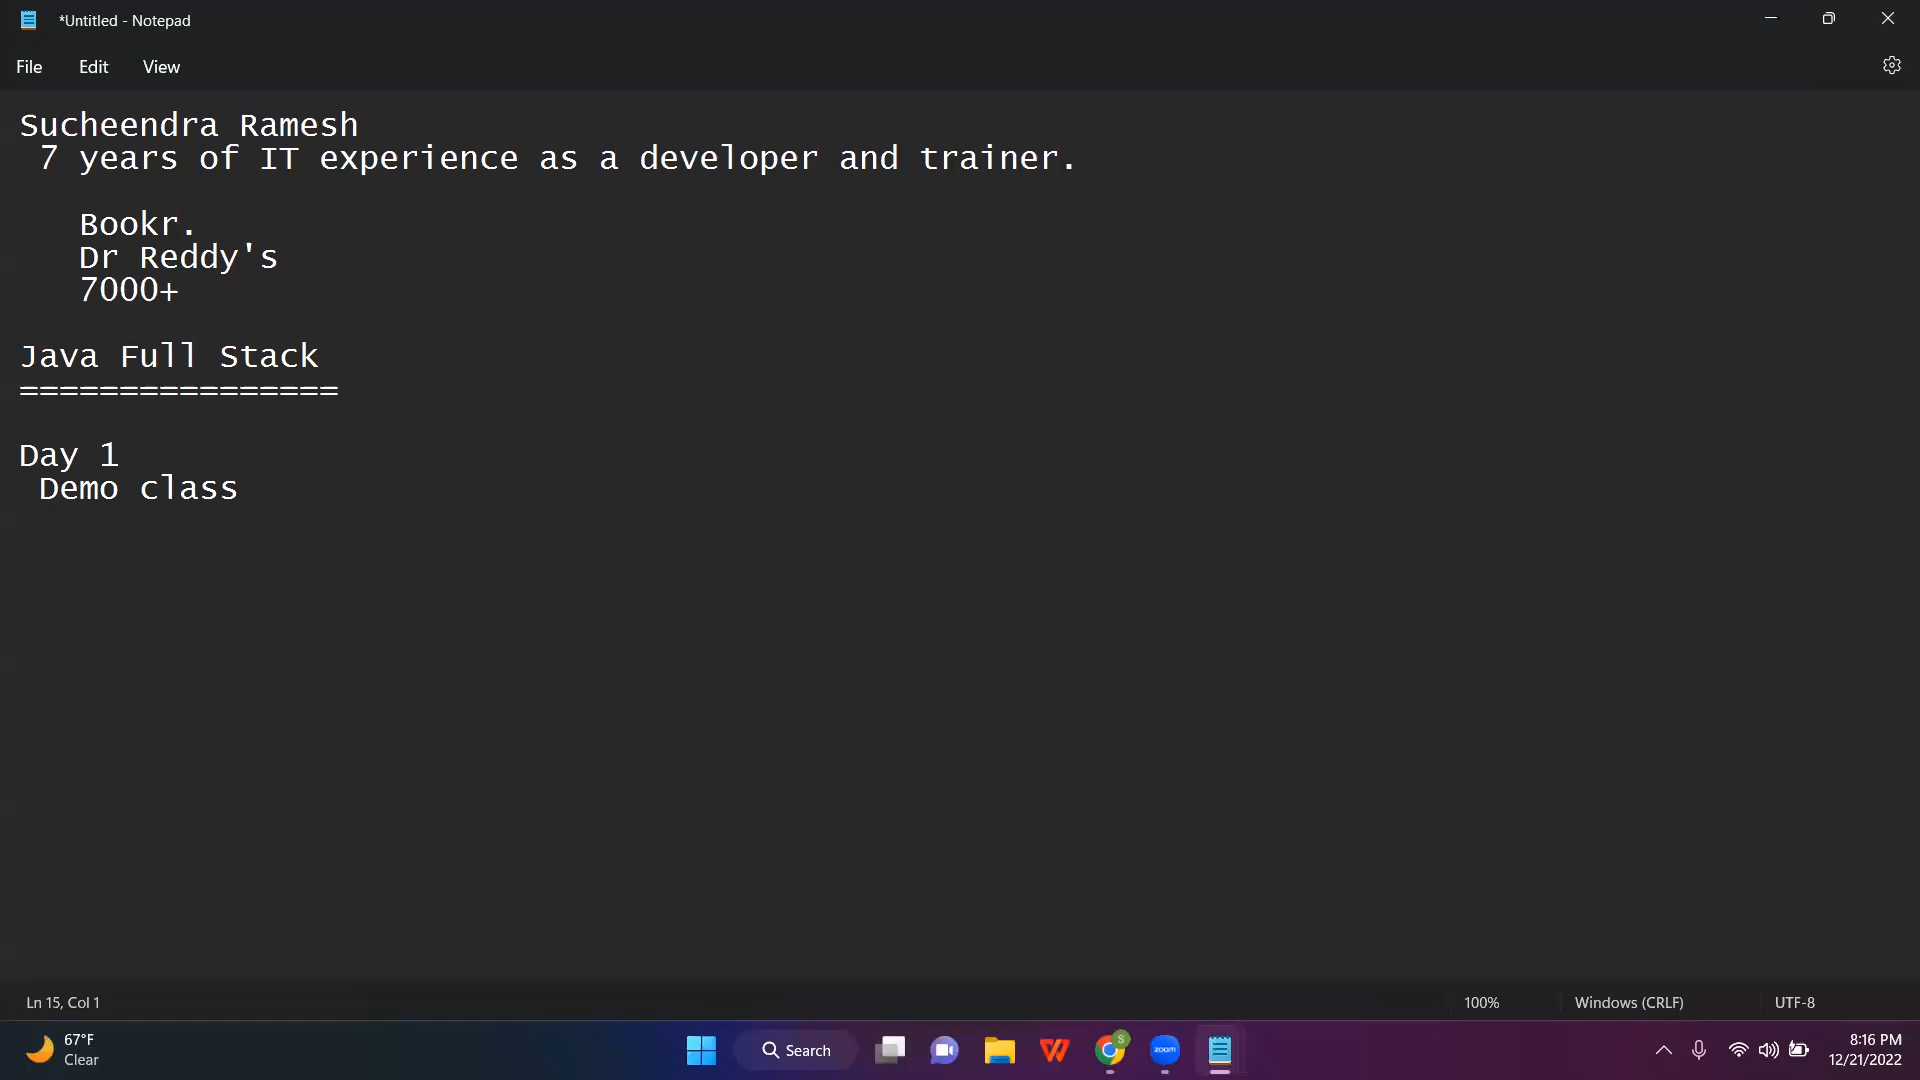 *Untitled - Notepad
File Edit View
Sucheendra Ramesh
7 years of IT experience as a developer and trainer.
Bookr.
Dr Reddy's
7000+
Java Full Stack
================
Day 1
Demo class
Ln 15, Col 1 100% Windows (CRLF) UTF-8
67°F
Clear
Search
S
zoom
8:16 PM
12/21/2022